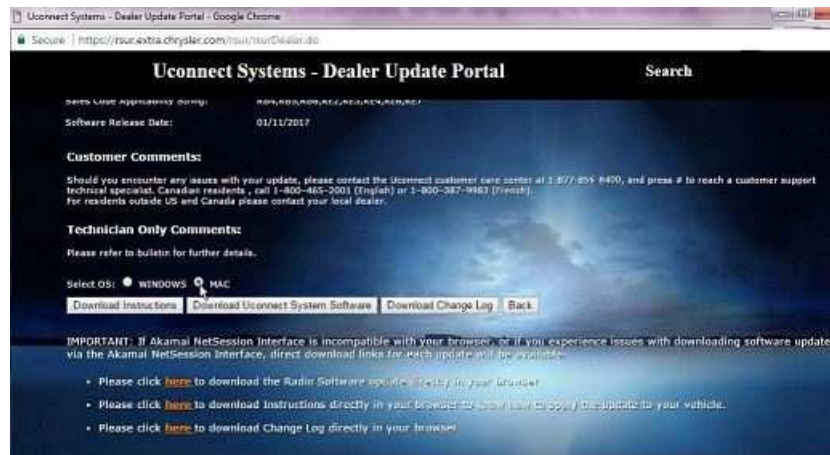 Uconnect Systems - Dealer Update Portal - Google Chrome
Secure https://rsur.extra.chrysler.com/rsur/rsurDealer.do
Uconnect Systems - Dealer Update Portal Search
Sales Code Applicability String:
Software Release Date: 01/11/2017
Customer Comments:
Should you encounter any issues with your update, please contact the Uconnect customer care center at 1-877-855-8400, and press # to reach a customer support
technical specialist. Canadian residents , call 1-800-465-2001 (English) or 1-800-387-9983 (French).
For residents outside US and Canada please contact your local dealer.
Technician Only Comments:
Please refer to bulletin for further details.
Select OS: WINDOWS MAC
Download Instructions Download Uconnect System Software Download Change Log Back
IMPORTANT: If Akamai NetSession Interface is incompatible with your browser, or if you experience issues with downloading software update
via the Akamai NetSession Interface, direct download links for each update will be available.
• Please click here to download the Radio Software update directly in your browser
• Please click here to download Instructions directly in your browser to know how to apply the update to your vehicle.
• Please click here to download Change Log directly in your browser